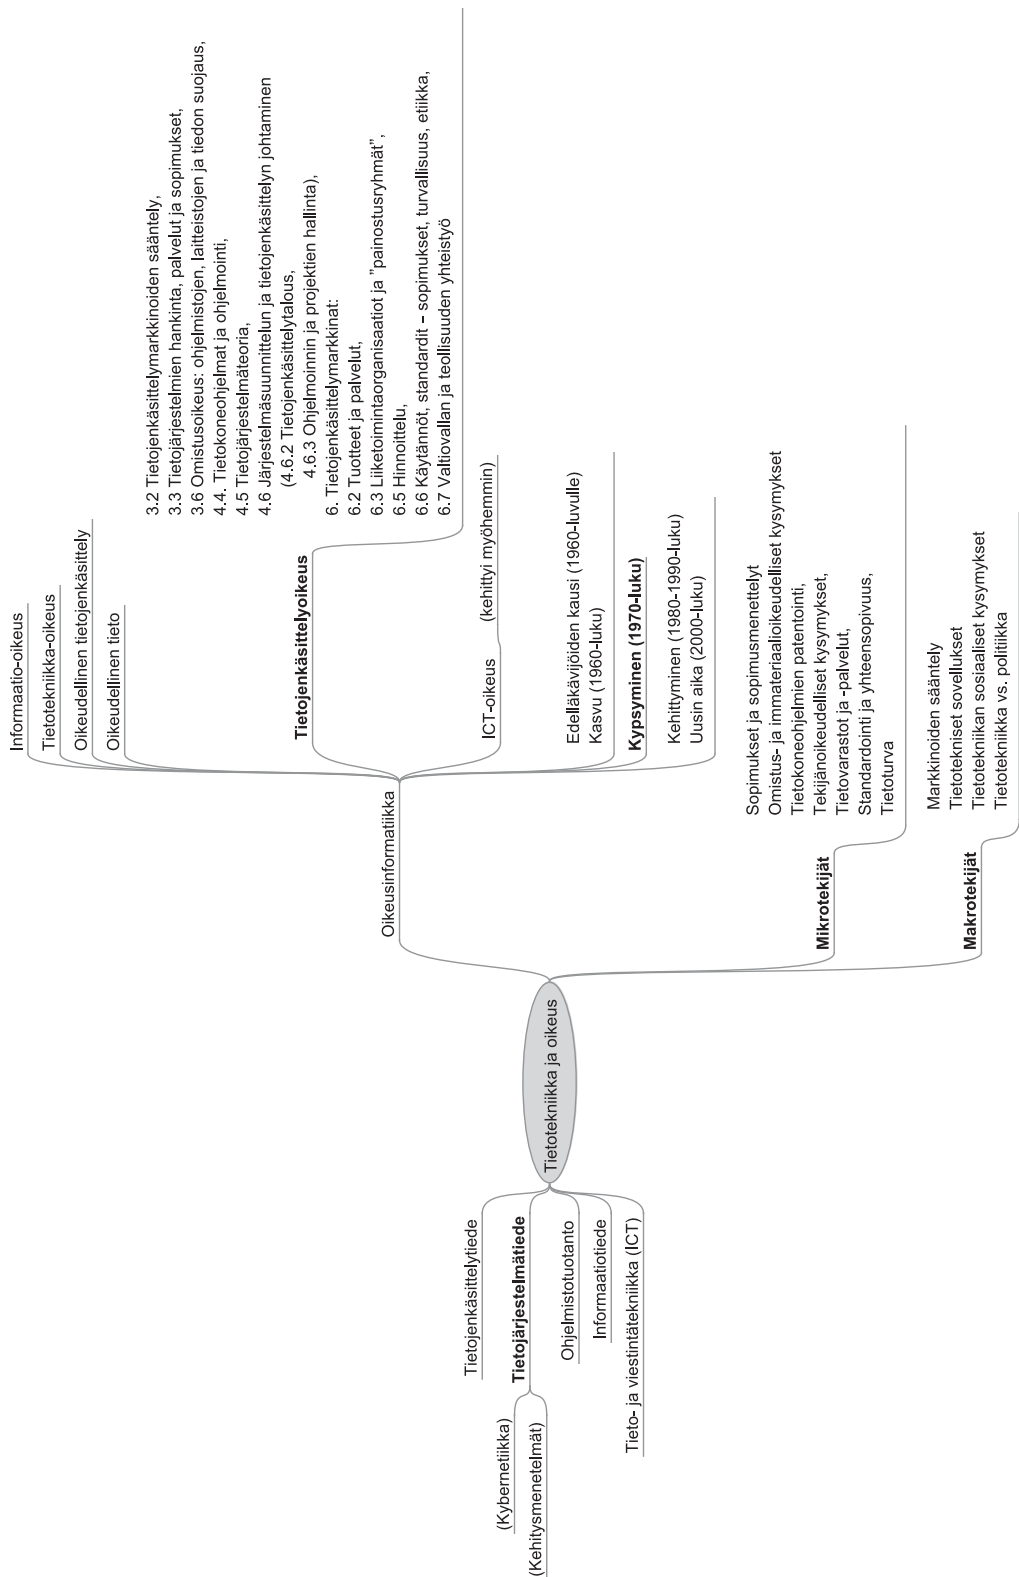 Informaatio-oikeus
Tietotekniikka-oikeus
Oikeudellinen tietojenkäsittely
Oikeudellinen tieto
Tietojenkäsittelyoikeus
3.2 Tietojenkäsittelymarkkinoiden sääntely,
3.3 Tietojärjestelmien hankinta, palvelut ja sopimukset,
3.6 Omistusoikeus: ohjelmistojen, laitteistojen ja tiedon suojaus,
4.4. Tietokoneohjelmat ja ohjelmointi,
4.5 Tietojärjestelmäteoria,
4.6 Järjestelmäsuunnittelun ja tietojenkäsittelyn johtaminen
(4.6.2 Tietojenkäsittelytalous,
4.6.3 Ohjelmoinnin ja projektien hallinta),
6. Tietojenkäsittelymarkkinat:
6.2 Tuotteet ja palvelut,
6.3 Liiketoimintaorganisaatiot ja ”painostusryhmät”,
6.5 Hinnoittelu,
6.6 Käytännöt, standardit – sopimukset, turvallisuus, etiikka,
6.7 Valtiovallan ja teollisuuden yhteistyö
ICT-oikeus
(kehittyi myöhemmin)
Oikeusinformatiikka
Edelläkävijöiden kausi (1960-luvulle)
Kasvu (1960-luku)
Kypsyminen (1970-luku)
Kehittyminen (1980-1990-luku)
Uusin aika (2000-luku)
Mikrotekijät
Sopimukset ja sopimusmenettelyt
Omistus- ja immateriaalioikeudelliset kysymykset
Tietokoneohjelmien patentointi,
Tekijänoikeudelliset kysymykset,
Tietovarastot ja -palvelut,
Standardointi ja yhteensopivuus,
Tietoturva
Makrotekijät
Markkinoiden sääntely
Tietotekniset sovellukset
Tietotekniikan sosiaaliset kysymykset
Tietotekniikka vs. politiikka
Tietotekniikka ja oikeus
Tietojenkäsittelytiede
Tietojärjestelmätiede
(Kybernetiikka)
(Kehitysmenetelmät)
Ohjelmistotuotanto
Informaatiotiede
Tieto- ja viestintätekniikka (ICT)